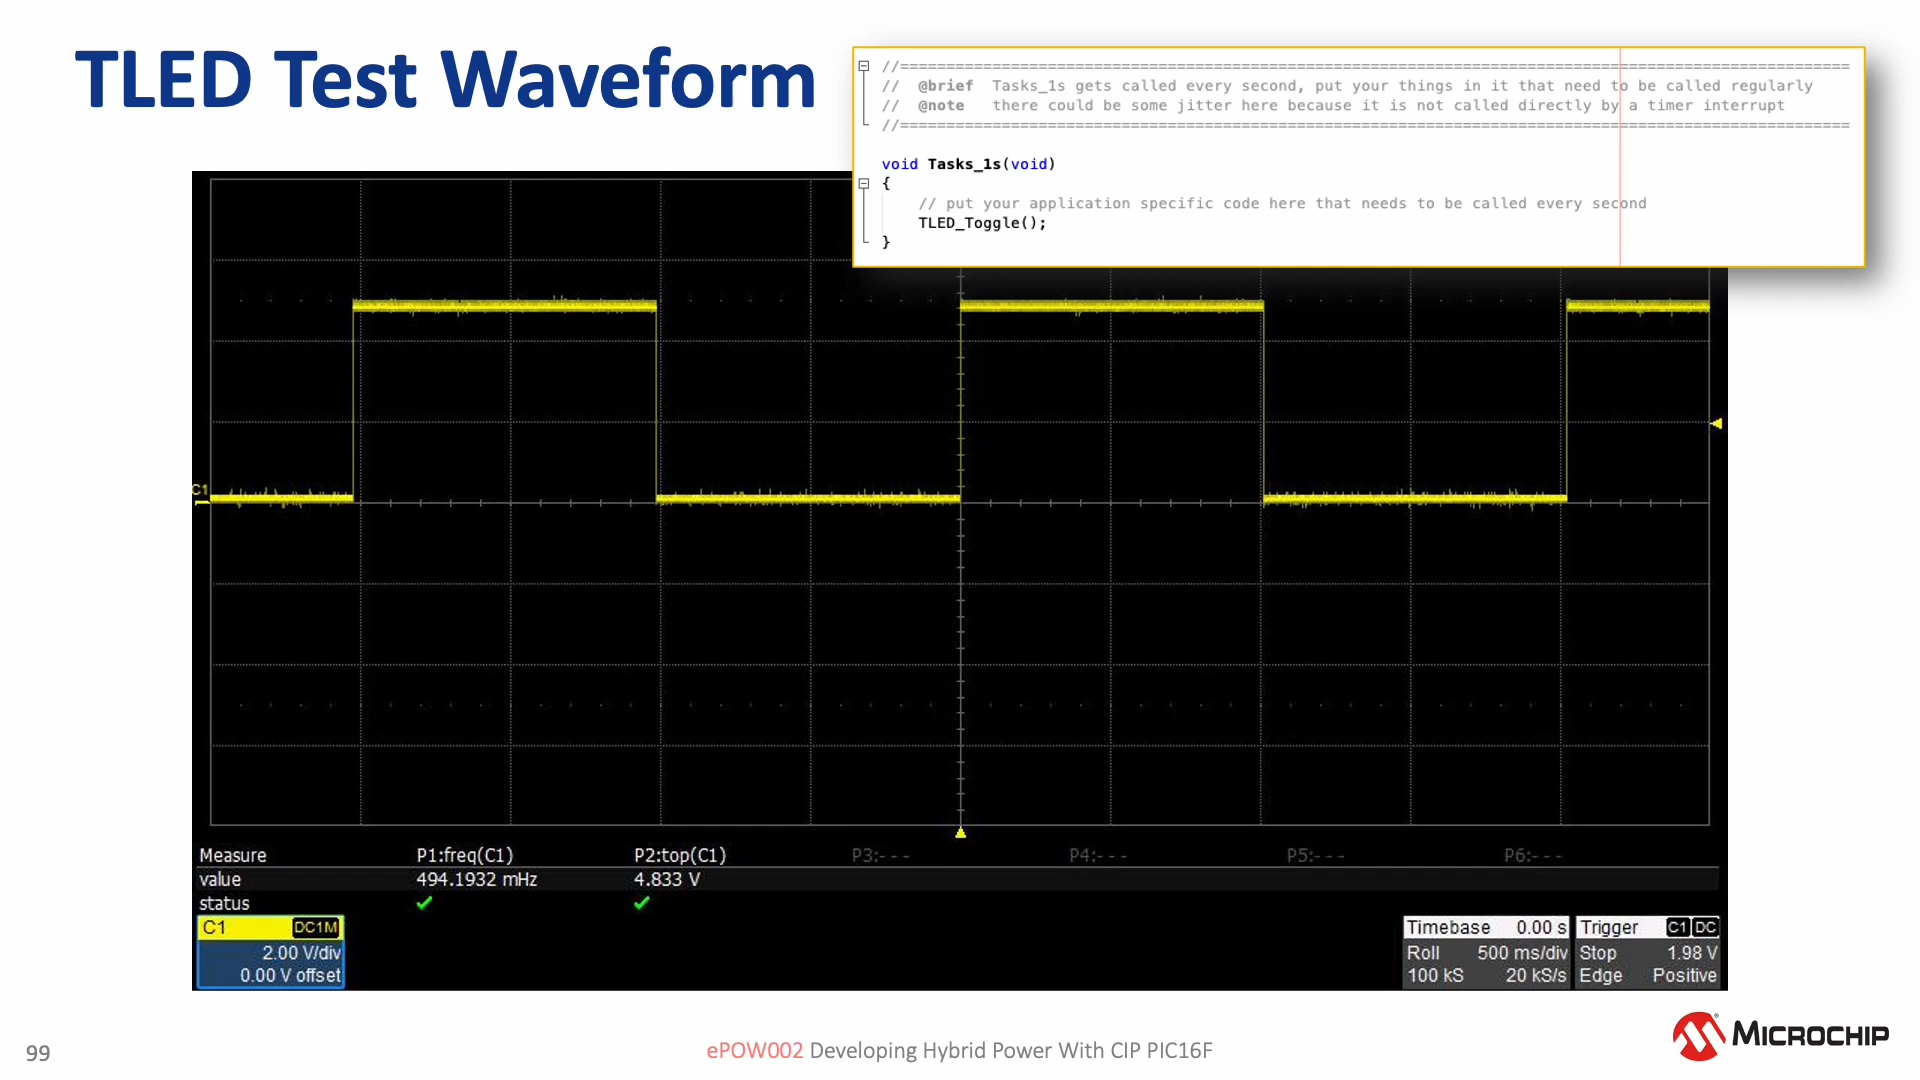 TLED Test Waveform
//=======================================================================================================
// @brief Tasks_1s gets called every second, put your things in it that need to be called regularly
// @note there could be some jitter here because it is not called directly by a timer interrupt
//=======================================================================================================
void Tasks_1s(void)
{
// put your application specific code here that needs to be called every second
TLED_Toggle();
}
C1
Measure P1:freq(C1) P2:top(C1) P3:- - - P4:- - - P5:- - - P6:- - -
value 494.1932 mHz 4.833 V
status
C1 DC1M
2.00 V/div
0.00 V offset
Timebase 0.00 s
Roll 500 ms/div
100 kS 20 kS/s
Trigger C1 DC
Stop 1.98 V
Edge Positive
99
ePOW002 Developing Hybrid Power With CIP PIC16F
MICROCHIP